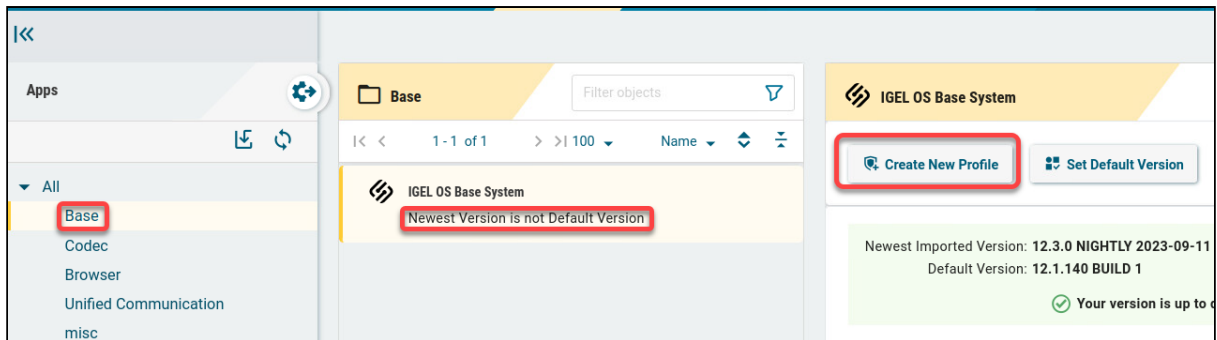 Apps
All
Base
Codec
Browser
Unified Communication
misc
Base
Filter objects
1 - 1 of 1
100
Name
IGEL OS Base System
Newest Version is not Default Version
IGEL OS Base System
Create New Profile
Set Default Version
Newest Imported Version: 12.3.0 NIGHTLY 2023-09-11
Default Version: 12.1.140 BUILD 1
Your version is up to